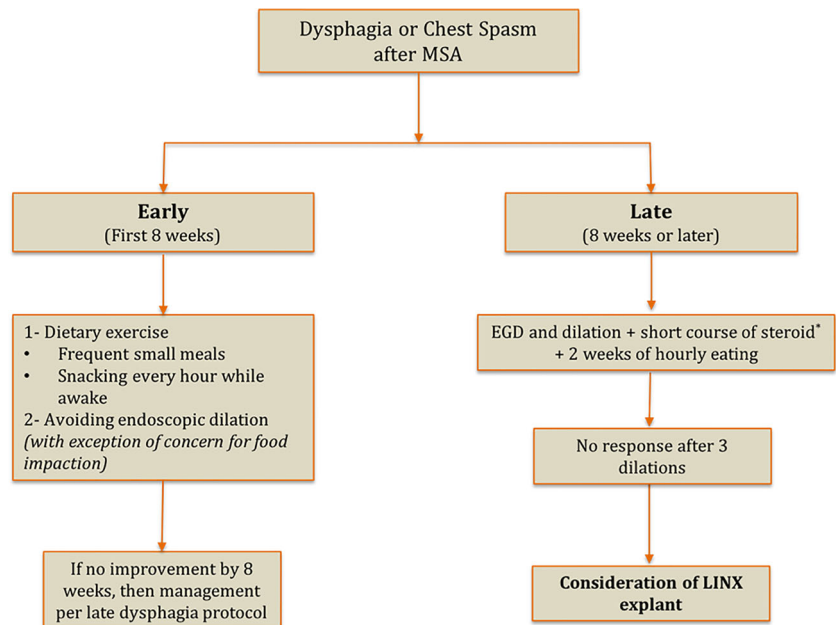 Dysphagia or Chest Spasm
after MSA
Early
(First 8 weeks)
1- Dietary exercise
• Frequent small meals
• Snacking every hour while
awake
2- Avoiding endoscopic dilation
(with exception of concern for food
impaction)
If no improvement by 8
weeks, then management
per late dysphagia protocol
Late
(8 weeks or later)
EGD and dilation + short course of steroid*
+ 2 weeks of hourly eating
No response after 3
dilations
Consideration of LINX
explant